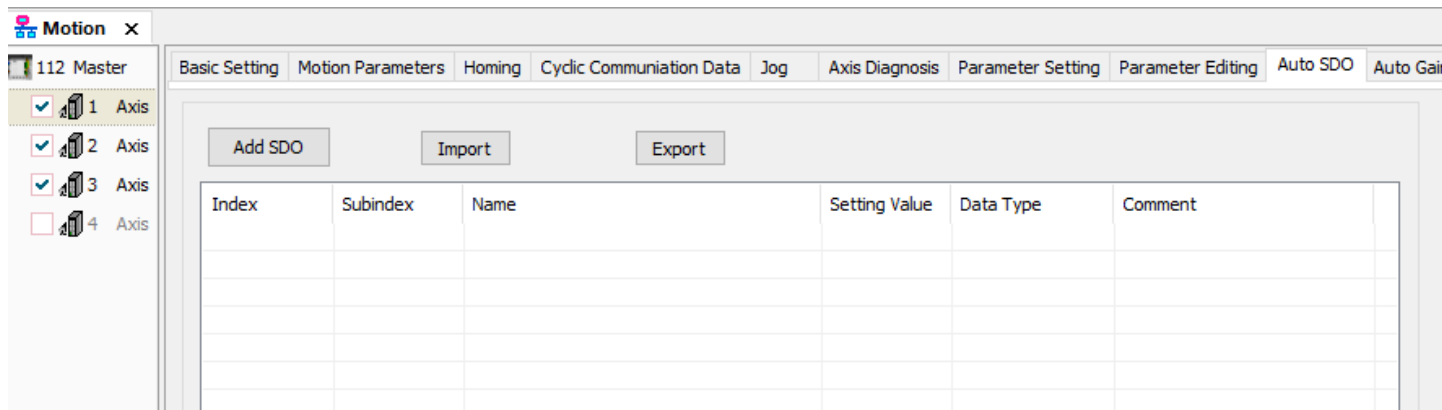 Motion X
112 Master
1 Axis
2 Axis
3 Axis
4 Axis
Basic Setting Motion Parameters Homing Cyclic Communiation Data Jog Axis Diagnosis Parameter Setting Parameter Editing Auto SDO Auto Gai
Add SDO Import Export
Index Subindex Name Setting Value Data Type Comment